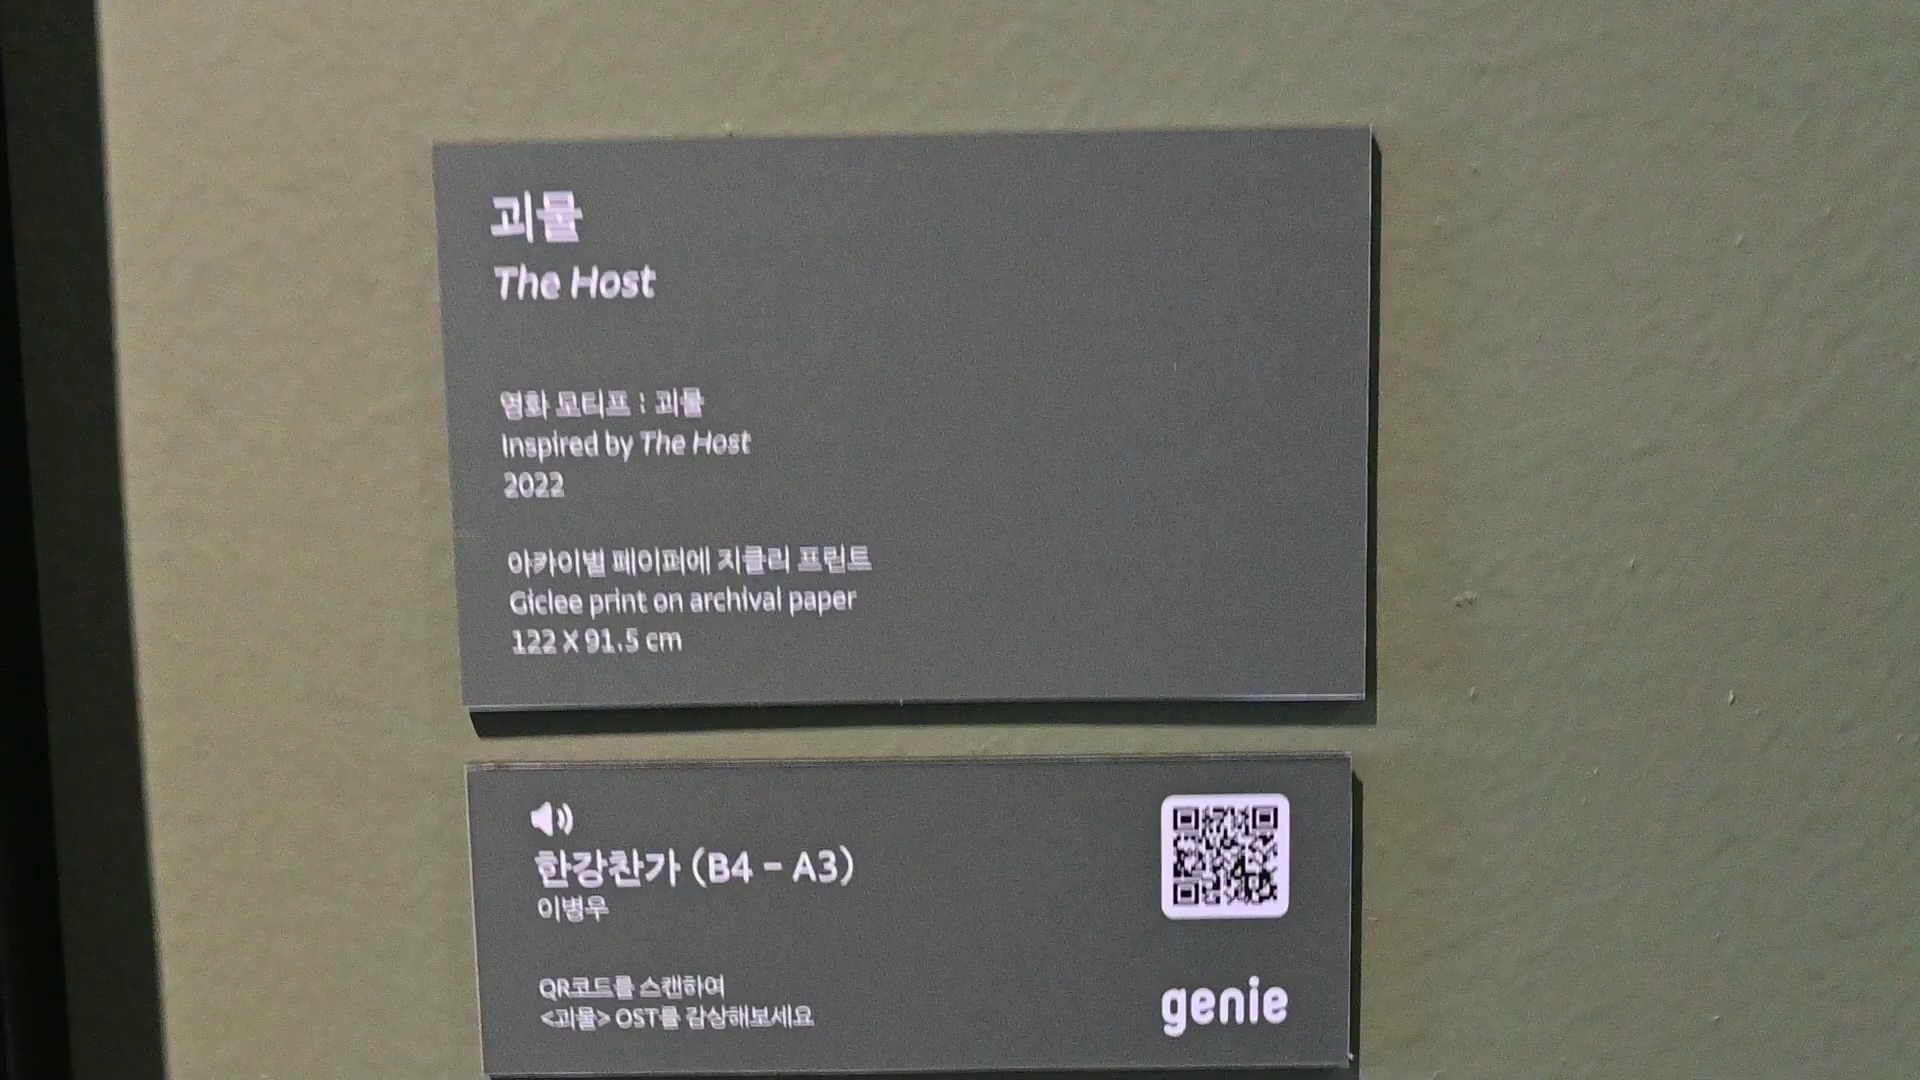 괴물
The Host
영화 모티프 : 괴물
Inspired by The Host
2022
아카이벌 페이퍼에 지클리 프린트
Giclee print on archival paper
122 X 91.5 cm
한강찬가 (B4 - A3)
이병우
QR코드를 스캔하여
<괴물> OST를 감상해보세요
genie